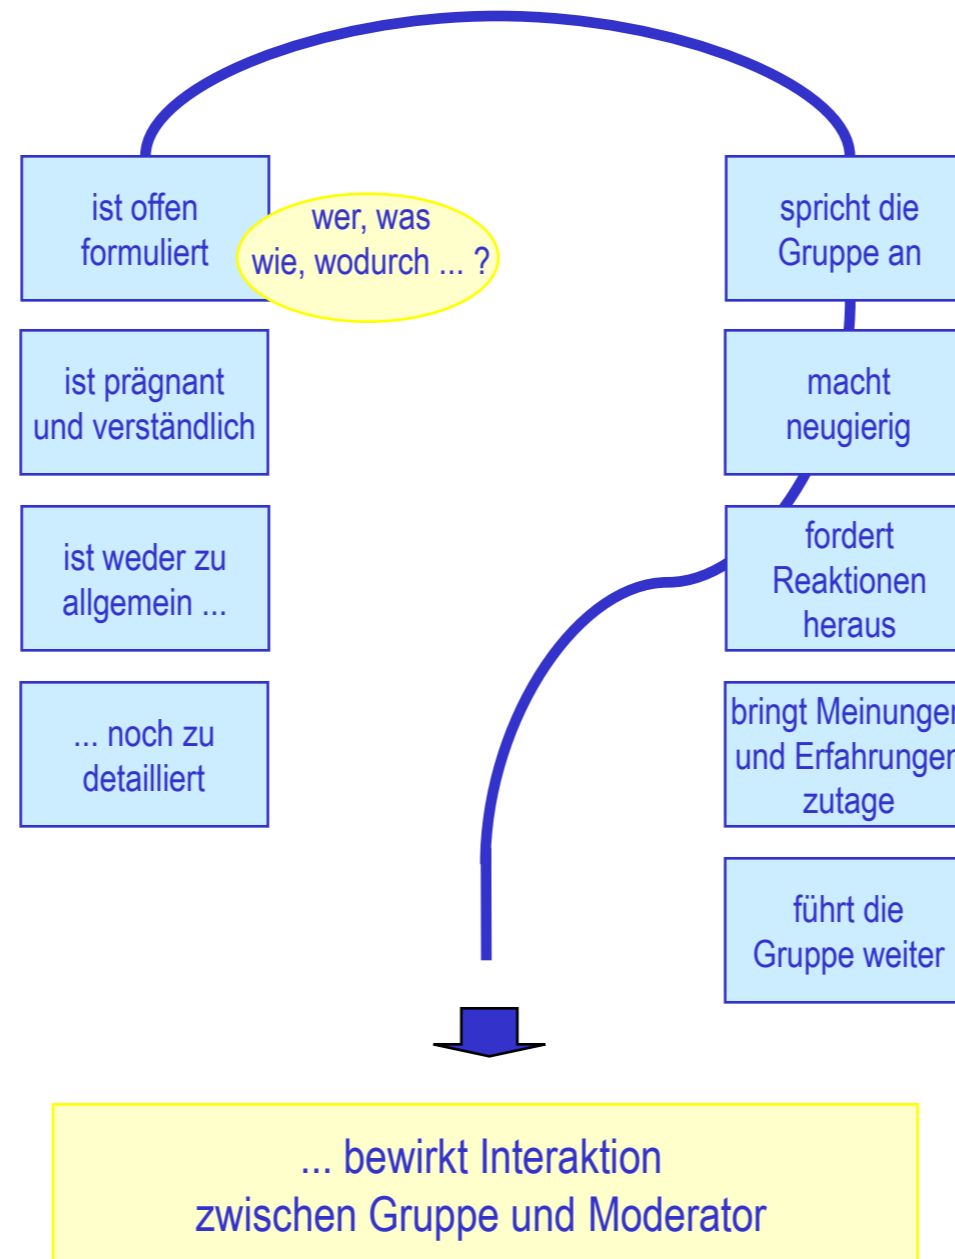 ist offen
formuliert
wer, was
wie, wodurch ... ?
ist prägnant
und verständlich
ist weder zu
allgemein ...
... noch zu
detailliert
spricht die
Gruppe an
macht
neugierig
fordert
Reaktionen
heraus
bringt Meinungen
und Erfahrungen
zutage
führt die
Gruppe weiter
... bewirkt Interaktion
zwischen Gruppe und Moderator